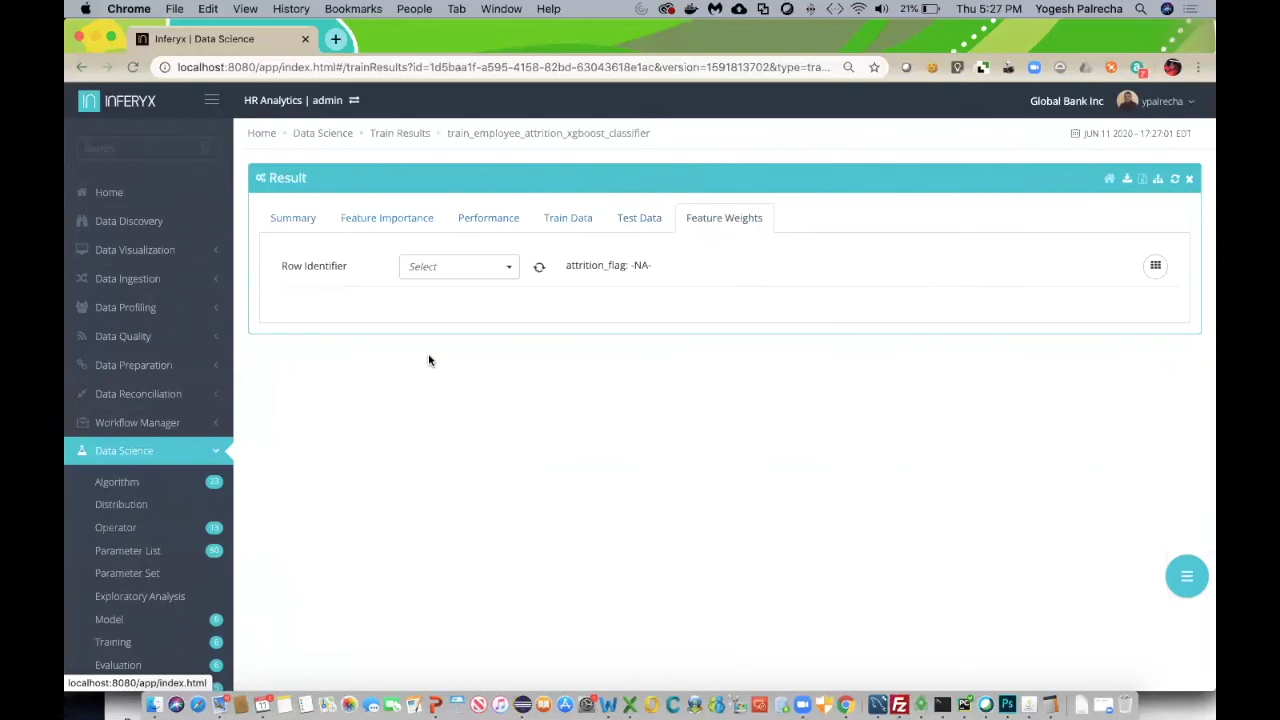 Chrome File Edit View History Bookmarks People Tab Window Help 21% Thu 5:27 PM Yogesh Palrecha
Inferyx | Data Science
localhost:8080/app/index.html#/trainResults?id=1d5baa1f-a595-4158-82bd-63043618e1ac&version=1591813702&type=tra...
INFERYX HR Analytics | admin Global Bank Inc ypalrecha
Search...
Home Data Science Train Results train_employee_attrition_xgboost_classifier JUN 11 2020 - 17:27:01 EDT
Result
Summary Feature Importance Performance Train Data Test Data Feature Weights
Row Identifier Select attrition_flag: -NA-
Home
Data Discovery
Data Visualization
Data Ingestion
Data Profiling
Data Quality
Data Preparation
Data Reconciliation
Workflow Manager
Data Science
Algorithm 23
Distribution
Operator 13
Parameter List 50
Parameter Set
Exploratory Analysis
Model 6
Training 6
Evaluation 6
localhost:8080/app/index.html